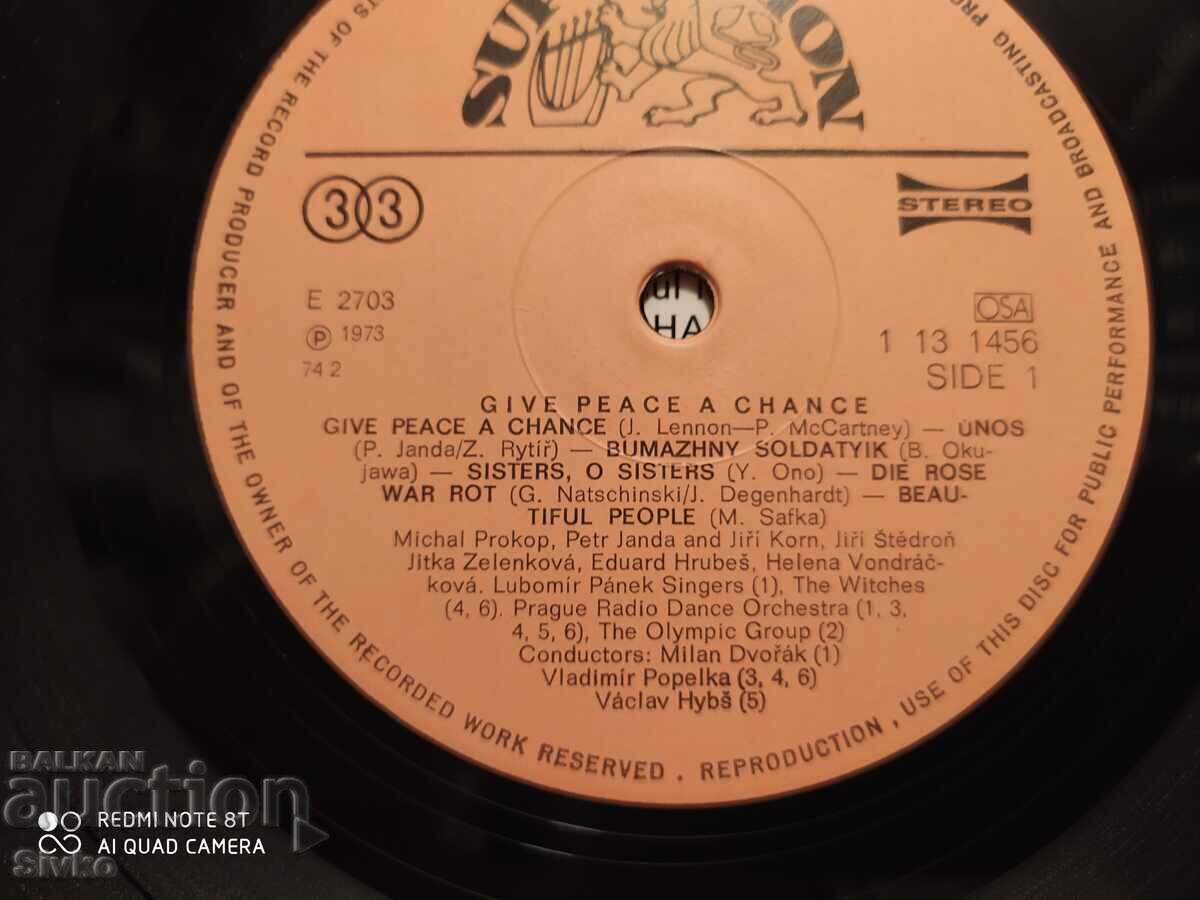 SUP ON
33
STEREO
E 2703
Ⓟ 1973
74 2
OSA
1 13 1456
SIDE 1
GIVE PEACE A CHANCE
GIVE PEACE A CHANCE (J. Lennon—P. McCartney) — ÚNOS
(P. Janda/Z. Rytíř) — BUMAZHNY SOLDATYIK (B. Oku-
jawa) — SISTERS, O SISTERS (Y. Ono) — DIE ROSE
WAR ROT (G. Natschinski/J. Degenhardt) — BEAU-
TIFUL PEOPLE (M. Safka)
Michal Prokop, Petr Janda and Jiří Korn, Jiří Štědroň
Jitka Zelenková, Eduard Hrubeš, Helena Vondráč-
ková. Lubomír Pánek Singers (1), The Witches
(4, 6). Prague Radio Dance Orchestra (1, 3,
4, 5, 6), The Olympic Group (2)
Conductors: Milan Dvořák (1)
Vladimír Popelka (3, 4, 6)
Václav Hybš (5)
TS OF THE RECORD PRODUCER AND OF THE OWNER OF THE RECORDED WORK RESERVED . REPRODUCTION , USE OF THIS DISC FOR PUBLIC PERFORMANCE AND BROADCASTING PRO
HA
BALKAN
auction
REDMI NOTE 8T
AI QUAD CAMERA
Sivko